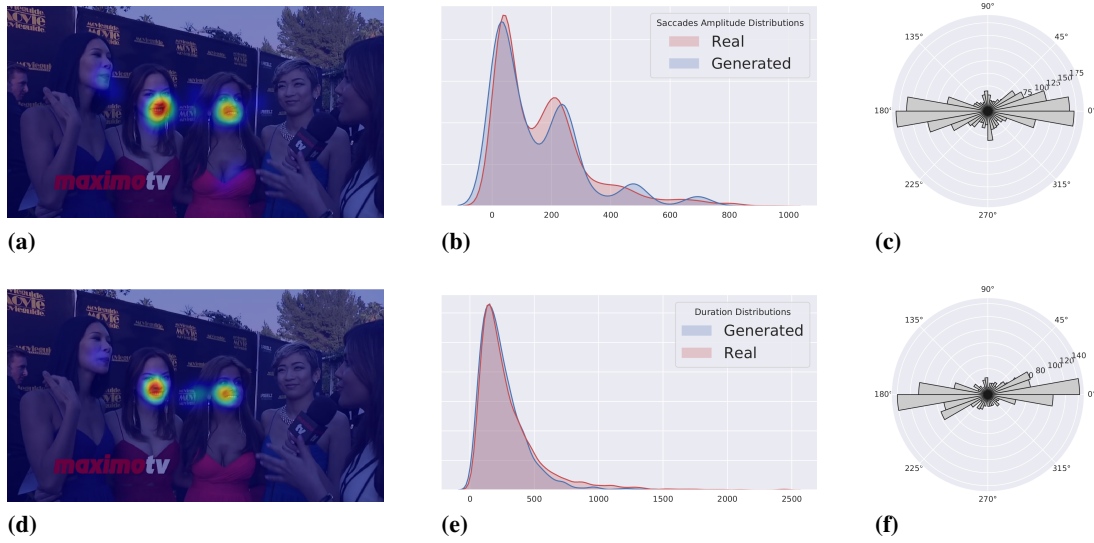 maximotv
tv
Saccades Amplitude Distributions
Real
Generated
0 200 400 600 800 1000
90°
135° 45°
180° 0°
75 100 125 150 175
225° 315°
270°
(a) (b) (c)
maximotv
tv
Duration Distributions
Generated
Real
0 500 1000 1500 2000 2500
90°
135° 45°
180° 0°
80 100 120 140
225° 315°
270°
(d) (e) (f)